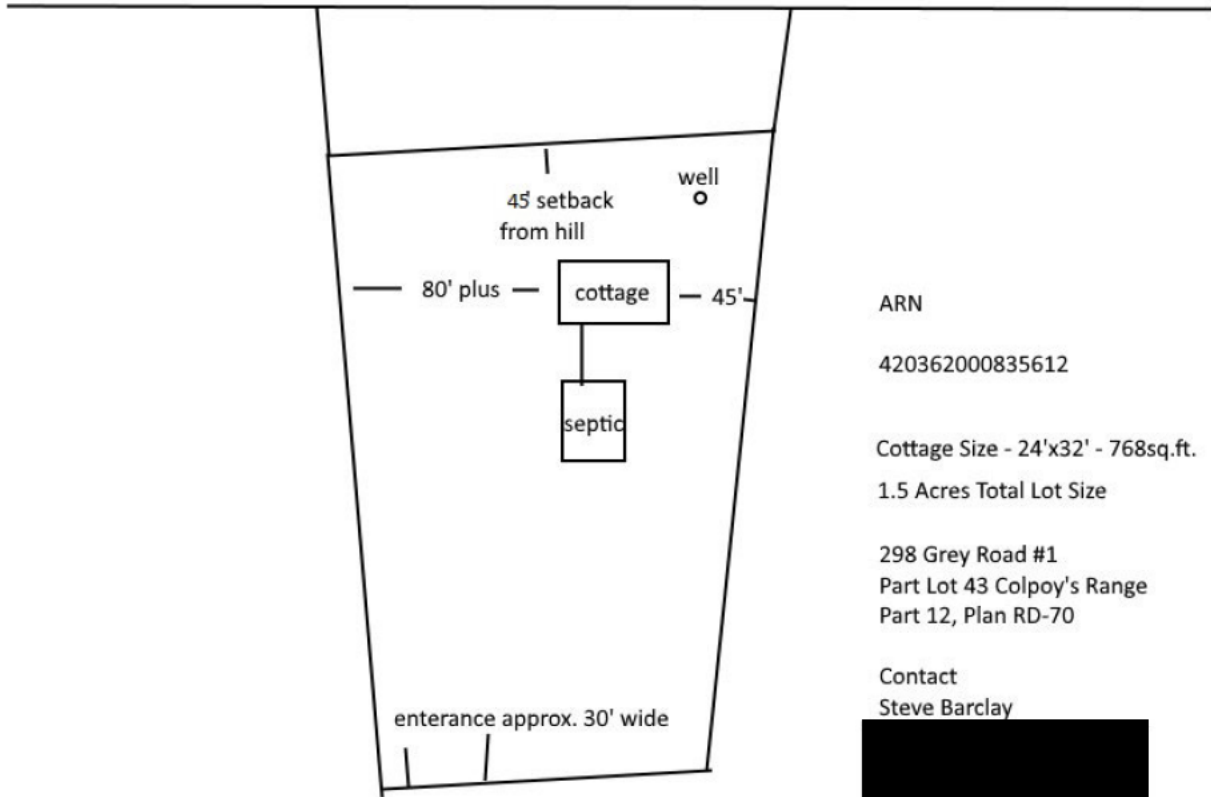 well
45' setback
from hill
80' plus
cottage
45'
septic
enterance approx. 30' wide
ARN
420362000835612
Cottage Size - 24'x32' - 768sq.ft.
1.5 Acres Total Lot Size
298 Grey Road #1
Part Lot 43 Colpoy's Range
Part 12, Plan RD-70
Contact
Steve Barclay